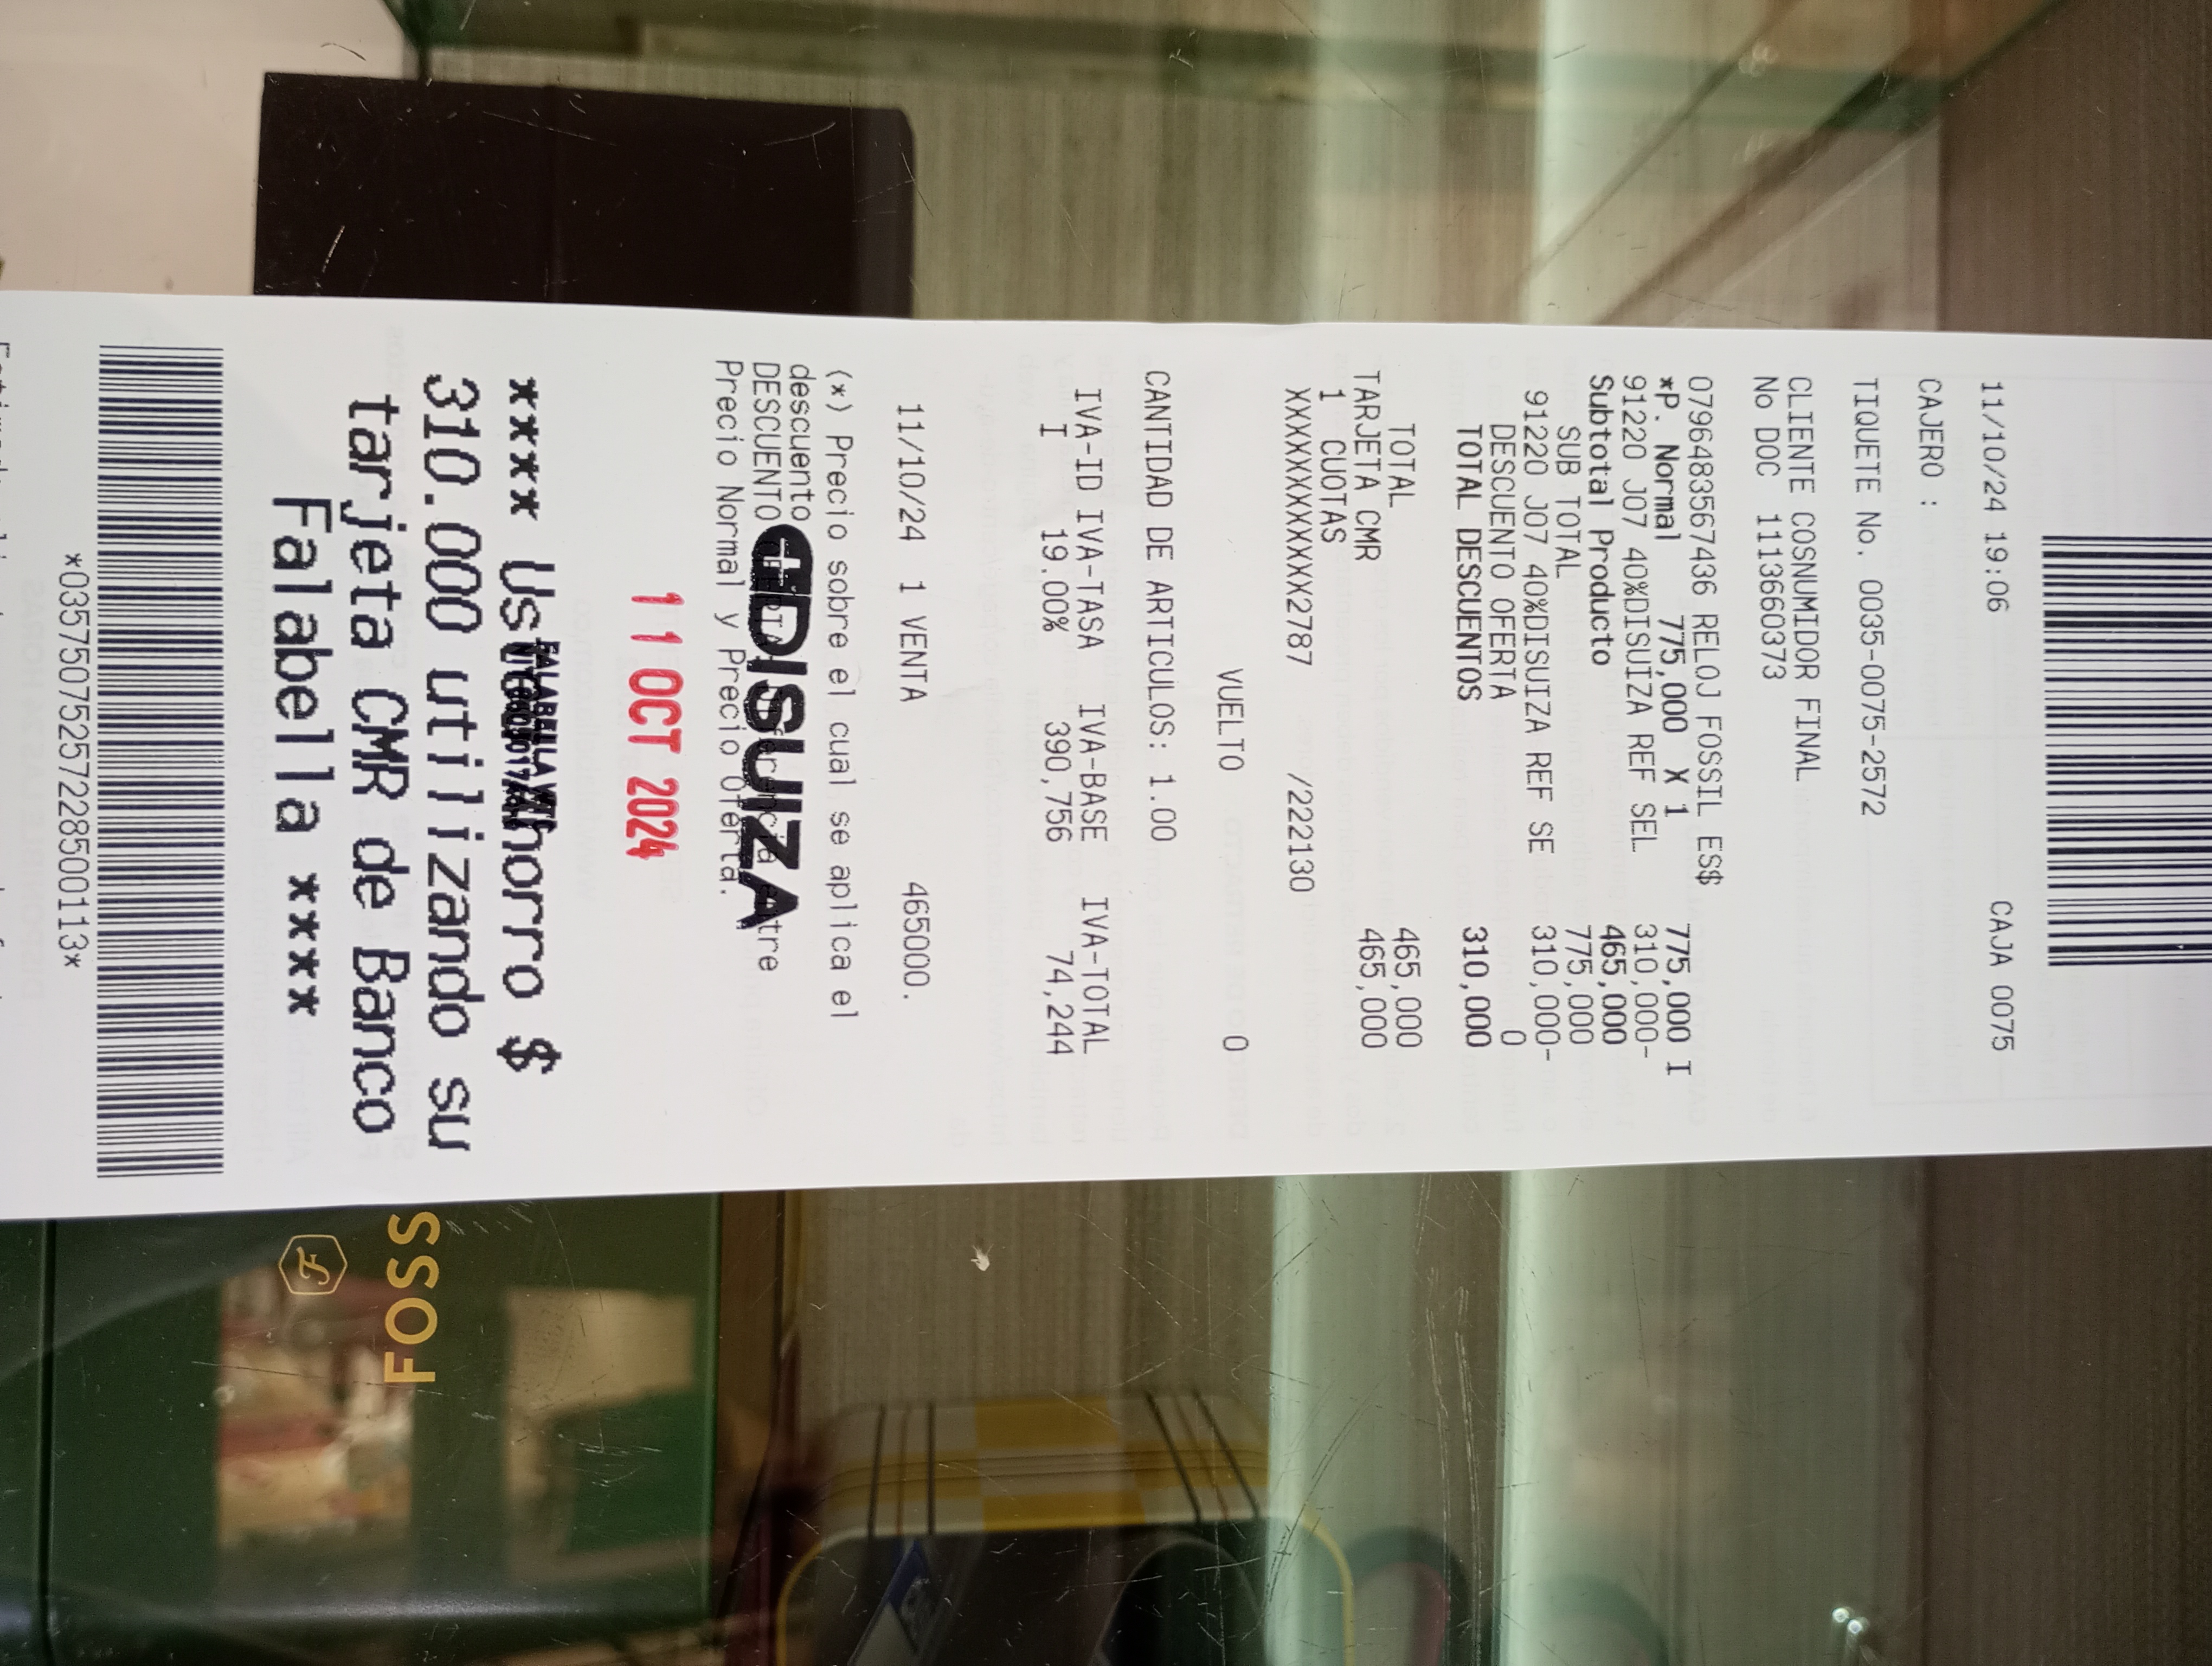 11/10/24 19:06 CAJA 0075
CAJERO :
TIQUETE No. 0035-0075-2572
CLIENTE COSNUMIDOR FINAL
No DOC 1113660373
0796483567436 RELOJ FOSSIL ES$
*P. Normal 775,000 X 1 775,000 I
91220 J07 40%DISUIZA REF SEL 310,000-
Subtotal Producto 465,000
SUB TOTAL 775,000
91220 J07 40%DISUIZA REF SE 310,000-
DESCUENTO OFERTA 0
TOTAL DESCUENTOS 310,000
TOTAL 465,000
TARJETA CMR 465,000
1 CUOTAS
XXXXXXXXXXXX2787 /222130
VUELTO 0
CANTIDAD DE ARTICULOS: 1.00
IVA-ID IVA-TASA IVA-BASE IVA-TOTAL
I 19.00% 390,756 74,244
11/10/24 1 VENTA 465000.
(*) Precio sobre el cual se aplica el
descuento
DESCUENTO
DISUIZA
Precio Normal y Precio Oferta.
11 OCT 2024
**** Us horro $
310.000 utilizando su
tarjeta CMR de Banco
Falabella ****
*035750752572285001113*
FOSS